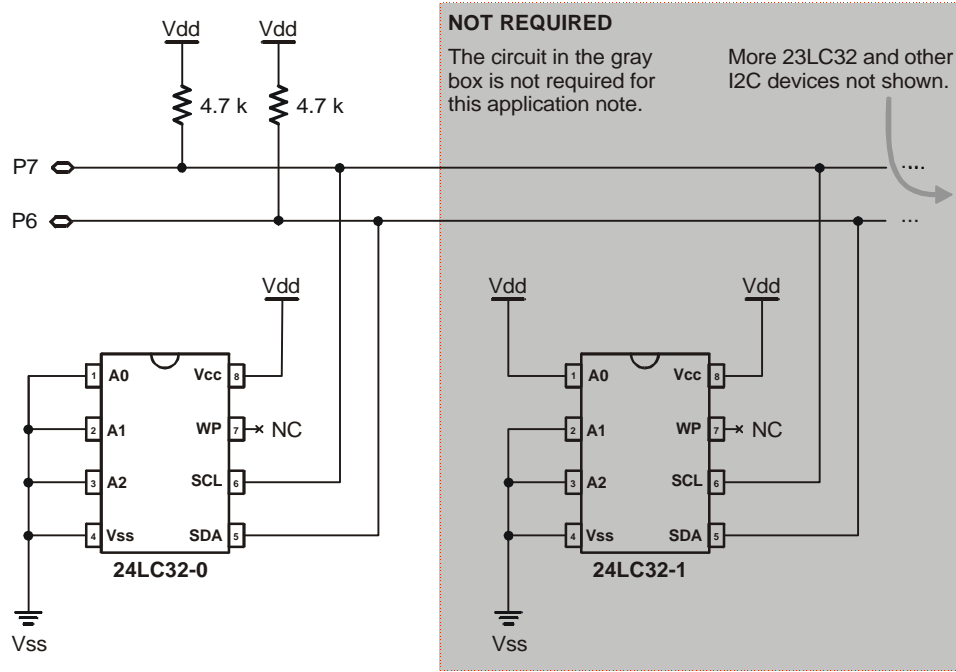 Vdd
Vdd
4.7 k
4.7 k
NOT REQUIRED
The circuit in the gray
box is not required for
this application note.
More 23LC32 and other
I2C devices not shown.
P7
....
P6
...
Vdd
1
A0
Vcc
8
2
A1
WP
7
NC
3
A2
SCL
6
4
Vss
SDA
5
24LC32-0
Vss
Vdd
Vdd
1
A0
Vcc
8
2
A1
WP
7
NC
3
A2
SCL
6
4
Vss
SDA
5
24LC32-1
Vss